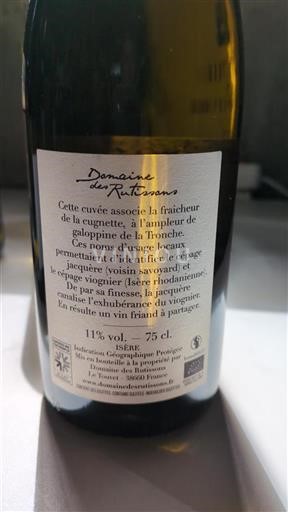 Domaine
des Rutissons
Cette cuvée associe la fraicheur
de la cugnette, à l'ampleur de
galoppine de la Tronche.
Ces noms d'usage locaux
permettaient d'identifier le cépage
jacquère (voisin savoyard) et
le cépage viognier (Isère rhodanienne).
De par sa finesse, la jacquère
canalise l'exhubérance du viognier.
En résulte un vin friand à partager.
11% vol. — 75 cl.
ISÈRE
Indication Géographique Protégée
Mis en bouteille à la propriété par
Domaine des Rutissons
Le Touvet - 38660 France
www.domainedesrutissons.fr